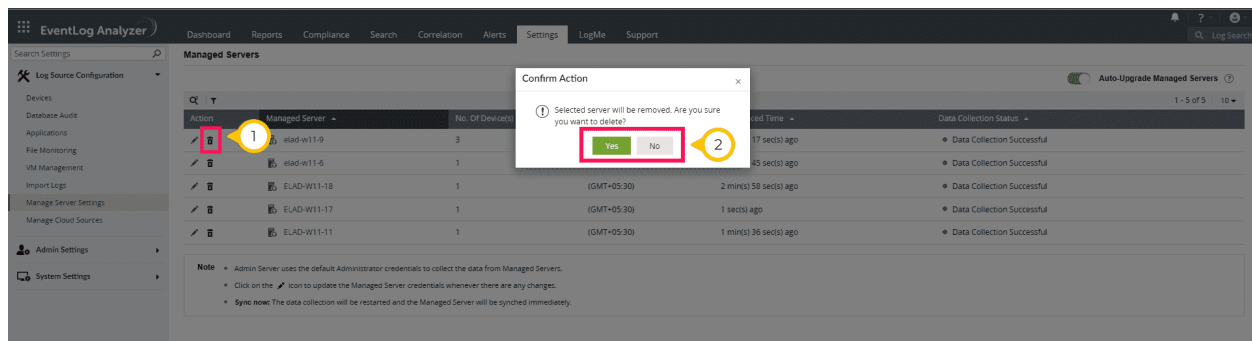 EventLog Analyzer
Dashboard Reports Compliance Search Correlation Alerts Settings LogMe Support
?
Log Search
Search Settings
Managed Servers
Log Source Configuration
Devices
Database Audit
Applications
File Monitoring
VM Management
Import Logs
Manage Server Settings
Manage Cloud Sources
Admin Settings
System Settings
Auto-Upgrade Managed Servers ?
1 - 5 of 5 10
Action Managed Server No. Of Device(s) Time Data Collection Status
elad-w11-9 3 17 sec(s) ago Data Collection Successful
elad-w11-6 1 45 sec(s) ago Data Collection Successful
ELAD-W11-18 1 (GMT+05:30) 2 min(s) 58 sec(s) ago Data Collection Successful
ELAD-W11-17 1 (GMT+05:30) 1 sec(s) ago Data Collection Successful
ELAD-W11-11 1 (GMT+05:30) 1 min(s) 36 sec(s) ago Data Collection Successful
Confirm Action ×
Selected server will be removed. Are you sure
you want to delete?
Yes No
1
2
Note • Admin Server uses the default Administrator credentials to collect the data from Managed Servers.
• Click on the icon to update the Managed Server credentials whenever there are any changes.
• Sync now: The data collection will be restarted and the Managed Server will be synched immediately.